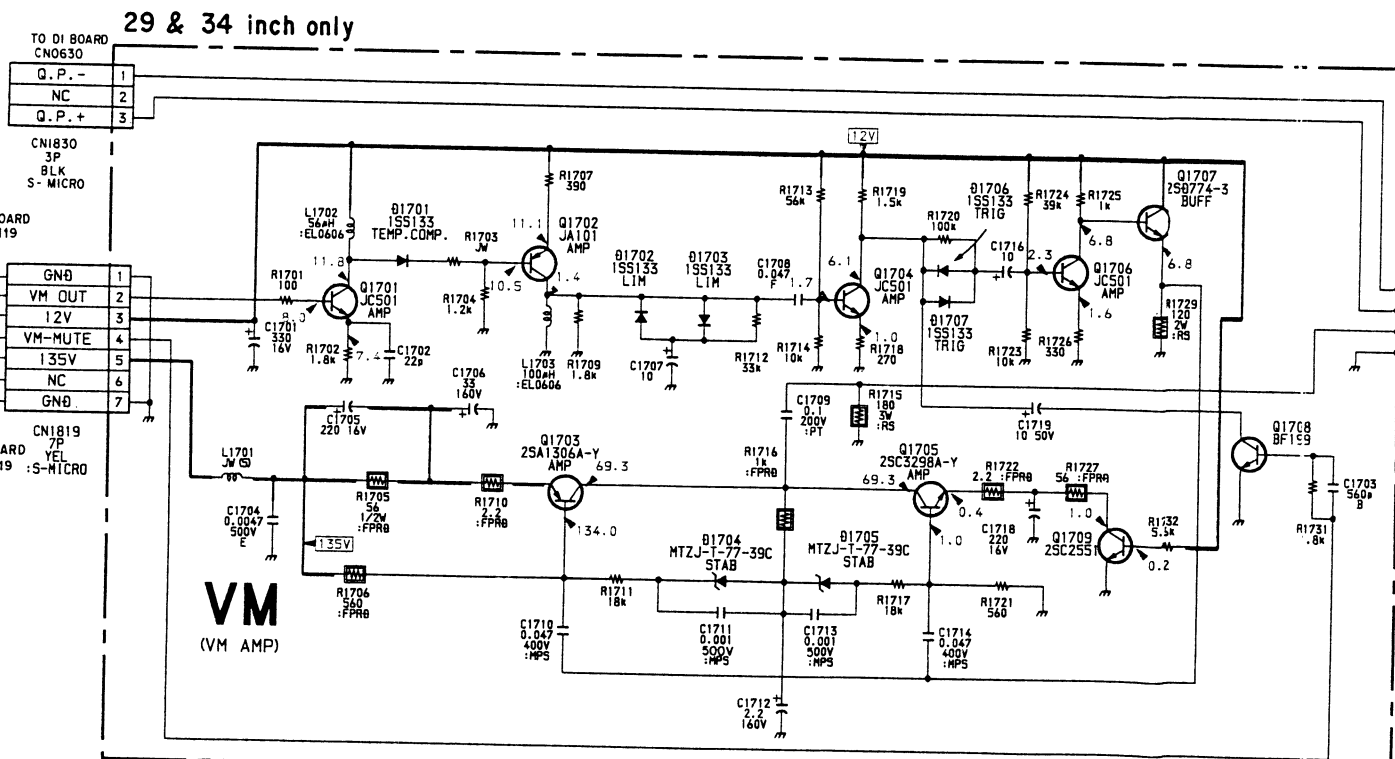 29 & 34 inch only
TO DI BOARD
CN0630
Q.P.- 1
NC 2
Q.P.+ 3
CN1830
3P
BLK
S-MICRO
OARD
119
GND 1
VM OUT 2
12V 3
VM-MUTE 4
135V 5
NC 6
GND 7
CN1819
7P
YEL
:S-MICRO
ARD
19
12V
R1701
100
8.0
C1701
330
16V
L1702
56μH
:EL0606
11.8
Q1701
JC501
AMP
R1702
1.8k
7.4
C1702
22p
D1701
1SS133
TEMP.COMP.
R1703
JW
R1704
1.2k
10.5
R1707
390
11.1
Q1702
JA101
AMP
1.4
L1703
100μH
:EL0606
R1709
1.8k
D1702
1SS133
LIM
D1703
1SS133
LIM
C1707
10
R1712
33k
C1708
0.047
F
1.7
R1713
56k
R1714
10k
R1719
1.5k
6.1
Q1704
JC501
AMP
1.0
R1718
270
R1720
100k
D1706
1SS133
TRIG
D1707
1SS133
TRIG
C1716
10
R1724
39k
2.3
R1723
10k
R1725
1k
6.8
Q1706
JC501
AMP
1.6
R1726
330
Q1707
2SD774-3
BUFF
6.8
R1729
120
2W
:RS
C1705
220 16V
C1706
33
160V
L1701
JW(5)
C1704
0.0047
500V
E
R1705
56
1/2W
:FPRD
135V
R1706
560
:FPRD
R1710
2.2
:FPRD
Q1703
2SA1306A-Y
AMP
69.3
134.0
C1709
0.1
200V
:PT
R1715
180
3W
:RS
R1716
1k
:FPRD
Q1705
2SC3298A-Y
AMP
69.3
0.4
1.0
R1722
2.2 :FPRD
C1718
220
16V
R1727
56 :FPRD
1.0
Q1709
2SC2551
0.2
R1732
5.5k
C1719
10 50V
Q1708
BF199
R1731
1.8k
C1703
560p
B
D1704
MTZJ-T-77-39C
STAB
D1705
MTZJ-T-77-39C
STAB
R1711
18k
R1717
18k
R1721
560
C1710
0.047
400V
:MPS
C1711
0.001
500V
:MPS
C1713
0.001
500V
:MPS
C1714
0.047
400V
:MPS
C1712
2.2
160V
VM
(VM AMP)